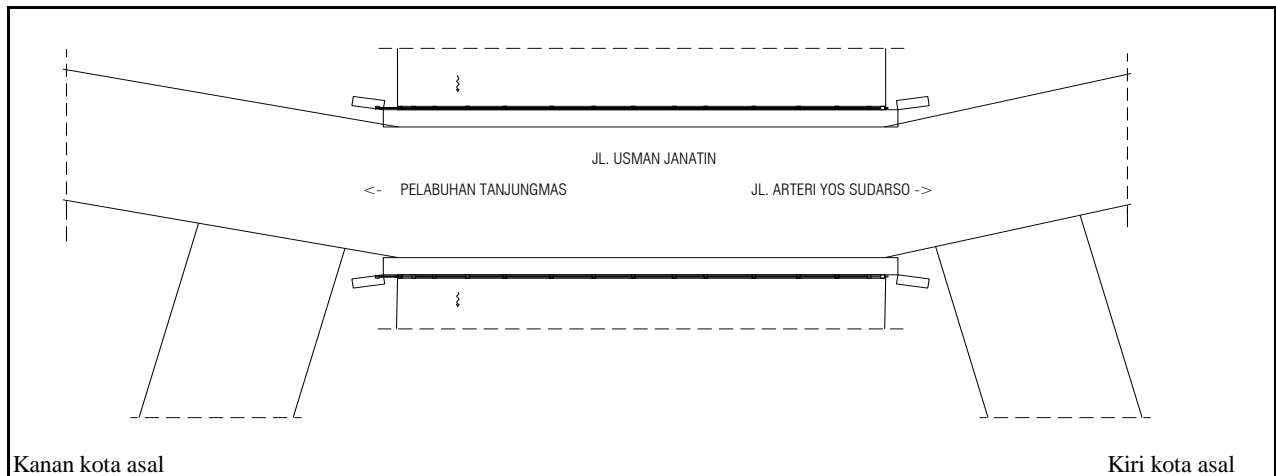 JL. USMAN JANATIN
<- PELABUHAN TANJUNGMAS JL. ARTERI YOS SUDARSO ->
Kanan kota asal Kiri kota asal